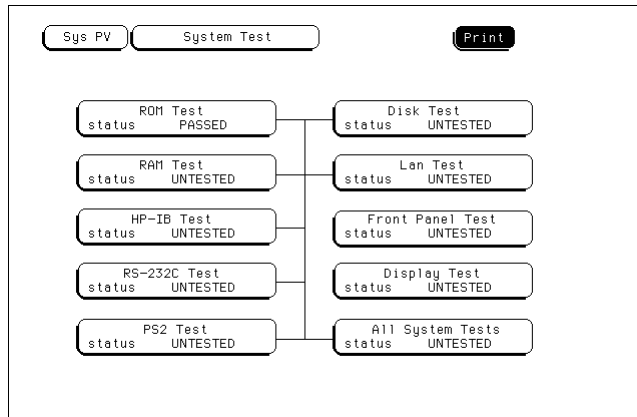 Sys PV System Test Print
ROM Test Disk Test
status PASSED status UNTESTED
RAM Test Lan Test
status UNTESTED status UNTESTED
HP-IB Test Front Panel Test
status UNTESTED status UNTESTED
RS-232C Test Display Test
status UNTESTED status UNTESTED
PS2 Test All System Tests
status UNTESTED status UNTESTED